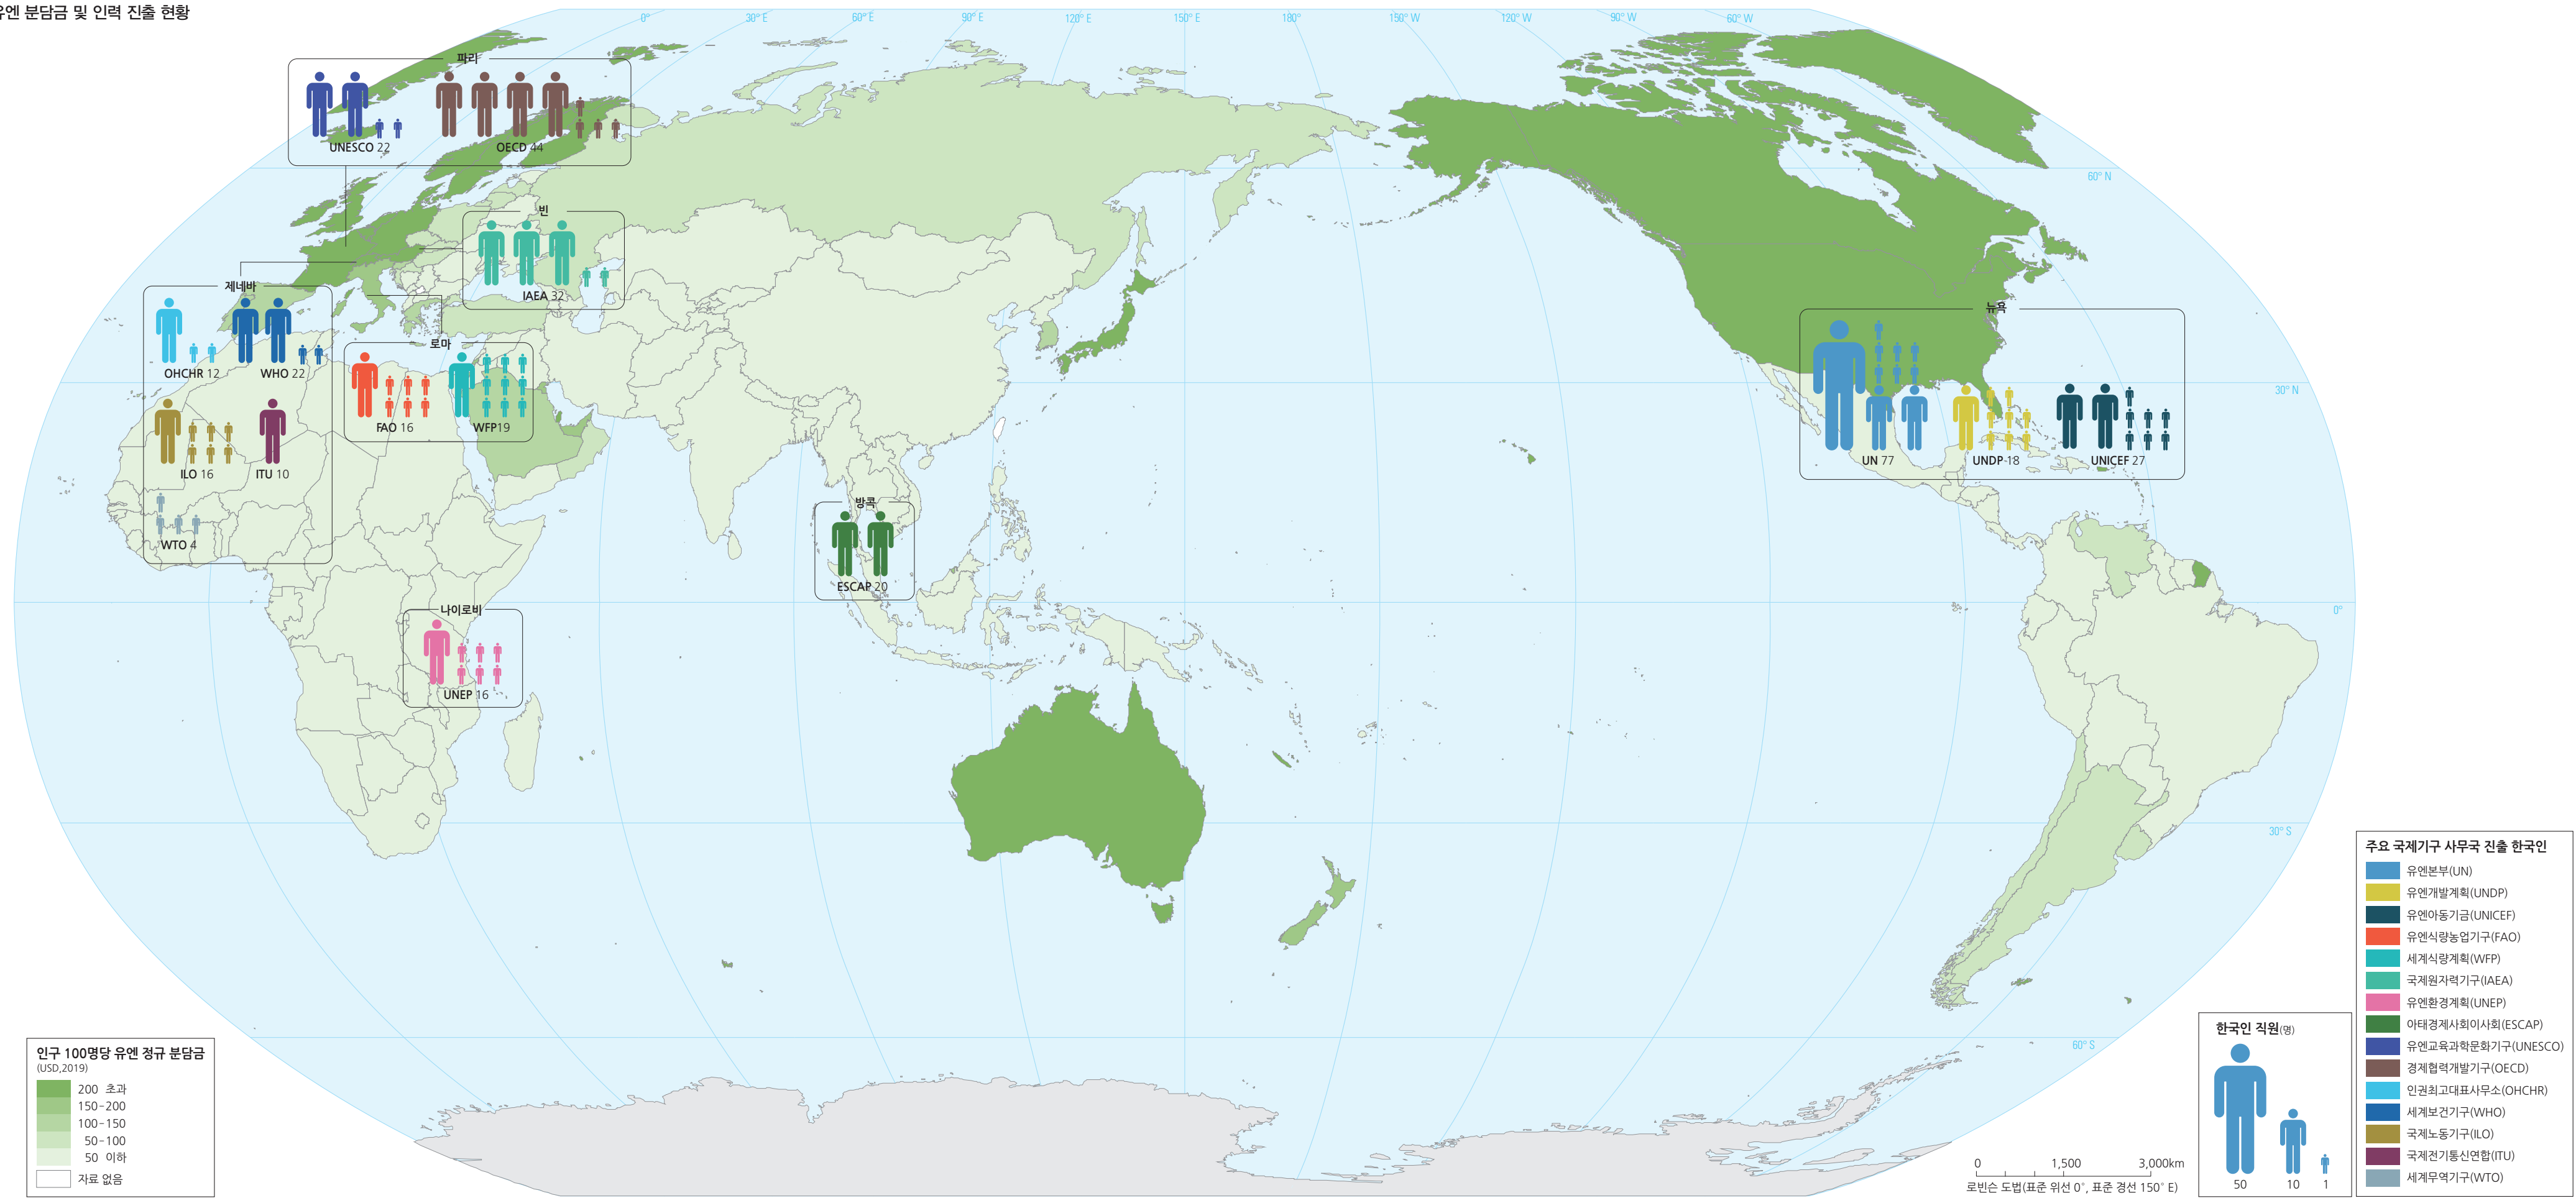 유엔 분담금 및 인력 진출 현황
0°
30° E
60° E
90° E
120° E
150° E
180°
150° W
120° W
90° W
60° W
60° N
30° N
0°
30° S
60° S
파리
UNESCO 22
OECD 44
빈
IAEA 32
제네바
OHCHR 12
WHO 22
ILO 16
ITU 10
WTO 4
로마
FAO 16
WFP19
뉴욕
UN 77
UNDP 18
UNICEF 27
방콕
ESCAP 20
나이로비
UNEP 16
인구 100명당 유엔 정규 분담금
(USD,2019)
200 초과
150-200
100-150
50-100
50 이하
자료 없음
0 1,500 3,000km
로빈슨 도법(표준 위선 0°, 표준 경선 150° E)
한국인 직원(명)
50 10 1
주요 국제기구 사무국 진출 한국인
유엔본부(UN)
유엔개발계획(UNDP)
유엔아동기금(UNICEF)
유엔식량농업기구(FAO)
세계식량계획(WFP)
국제원자력기구(IAEA)
유엔환경계획(UNEP)
아태경제사회이사회(ESCAP)
유엔교육과학문화기구(UNESCO)
경제협력개발기구(OECD)
인권최고대표사무소(OHCHR)
세계보건기구(WHO)
국제노동기구(ILO)
국제전기통신연합(ITU)
세계무역기구(WTO)